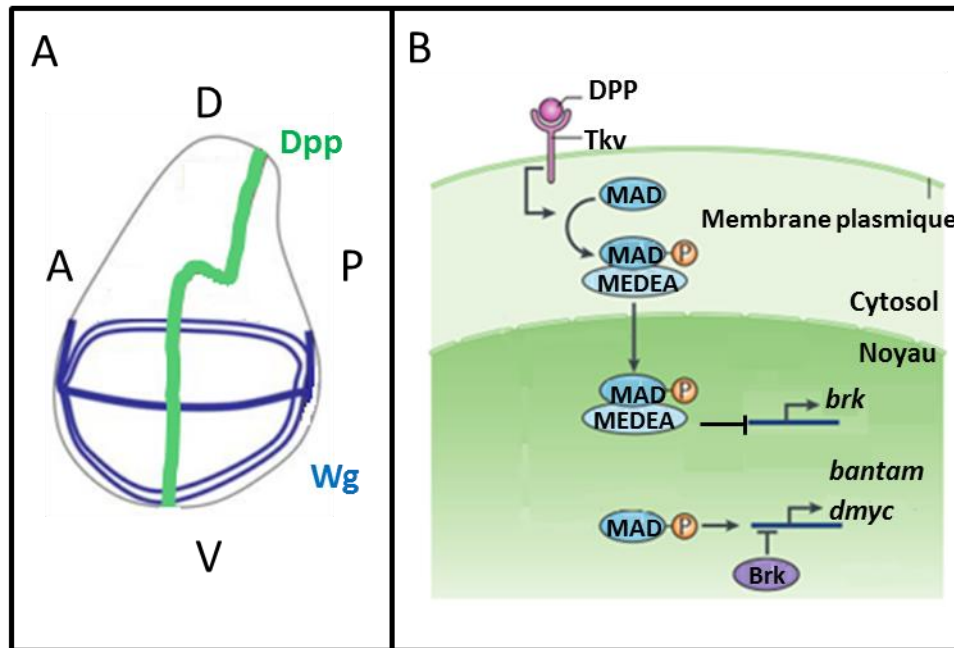 A
D
Dpp
A
P
Wg
V
B
DPP
Tkv
MAD
Membrane plasmique
MAD P
MEDEA
Cytosol
Noyau
MAD P
MEDEA
brk
bantam
dmyc
MAD P
Brk